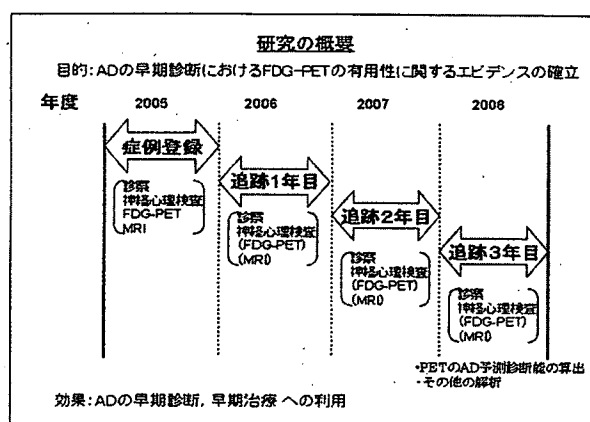 研究の概要
目的:ADの早期診断におけるFDG-PETの有用性に関するエビデンスの確立
年度 2005 2006 2007 2008
症例登録
診察
神経心理検査
FDG-PET
MRI
追跡1年目
診察
神経心理検査
(FDG-PET)
(MRI)
追跡2年目
診察
神経心理検査
(FDG-PET)
(MRI)
追跡3年目
診察
神経心理検査
(FDG-PET)
(MRI)
・PETのAD予測診断能の算出
・その他の解析
効果:ADの早期診断, 早期治療 への利用